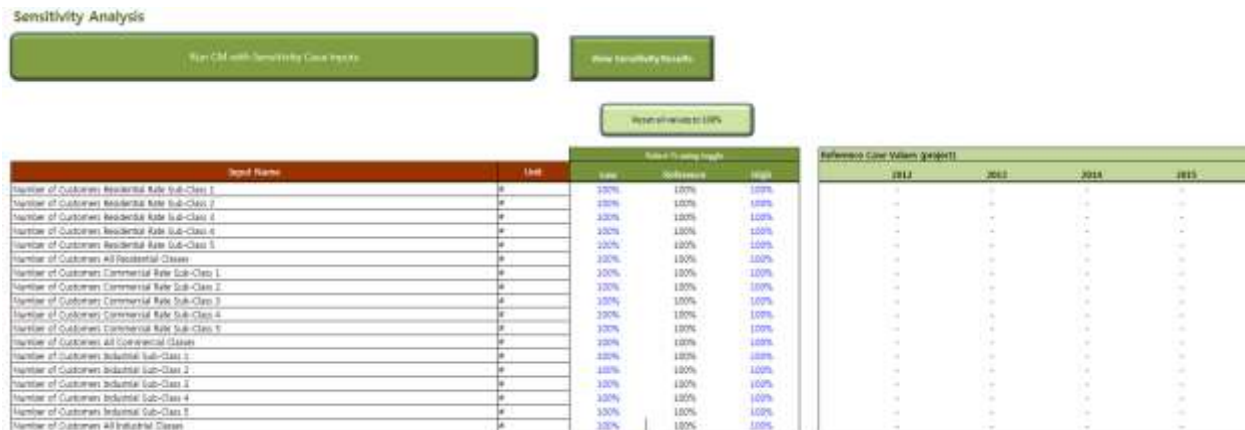 Sensitivity Analysis
Run CM with Sensitivity Case Inputs
View Sensitivity Results
Reset all values to 100%
Reference Case Values (project)
Input Name Unit Low Reference High 2012 2013 2014 2015
Number of Customers Residential Rate Sub-Class 1 # 100% 100% 100% - - - -
Number of Customers Residential Rate Sub-Class 2 # 100% 100% 100% - - - -
Number of Customers Residential Rate Sub-Class 3 # 100% 100% 100% - - - -
Number of Customers Residential Rate Sub-Class 4 # 100% 100% 100% - - - -
Number of Customers Residential Rate Sub-Class 5 # 100% 100% 100% - - - -
Number of Customers All Residential Classes # 100% 100% 100% - - - -
Number of Customers Commercial Rate Sub-Class 1 # 100% 100% 100% - - - -
Number of Customers Commercial Rate Sub-Class 2 # 100% 100% 100% - - - -
Number of Customers Commercial Rate Sub-Class 3 # 100% 100% 100% - - - -
Number of Customers Commercial Rate Sub-Class 4 # 100% 100% 100% - - - -
Number of Customers Commercial Rate Sub-Class 5 # 100% 100% 100% - - - -
Number of Customers All Commercial Classes # 100% 100% 100% - - - -
Number of Customers Industrial Sub-Class 1 # 100% 100% 100% - - - -
Number of Customers Industrial Sub-Class 2 # 100% 100% 100% - - - -
Number of Customers Industrial Sub-Class 3 # 100% 100% 100% - - - -
Number of Customers Industrial Sub-Class 4 # 100% 100% 100% - - - -
Number of Customers Industrial Sub-Class 5 # 100% 100% 100% - - - -
Number of Customers All Industrial Classes # 100% 100% 100% - - - -